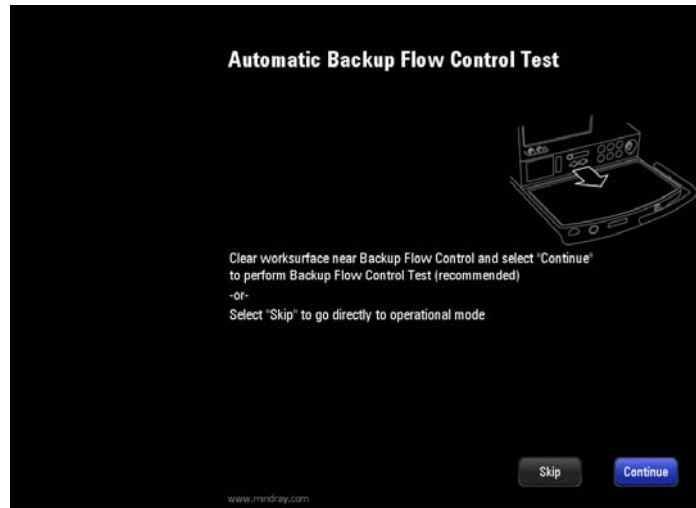 Automatic Backup Flow Control Test
Clear worksurface near Backup Flow Control and select "Continue"
to perform Backup Flow Control Test (recommended)
-or-
Select "Skip" to go directly to operational mode
Skip
Continue
www.mindray.com